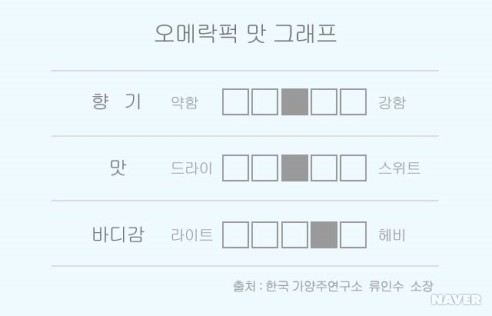 오메락퍽 맛 그래프
향 기 약함 강함
맛 드라이 스위트
바디감 라이트 헤비
출처 : 한국 가양주연구소 류인수 소장
NAVER